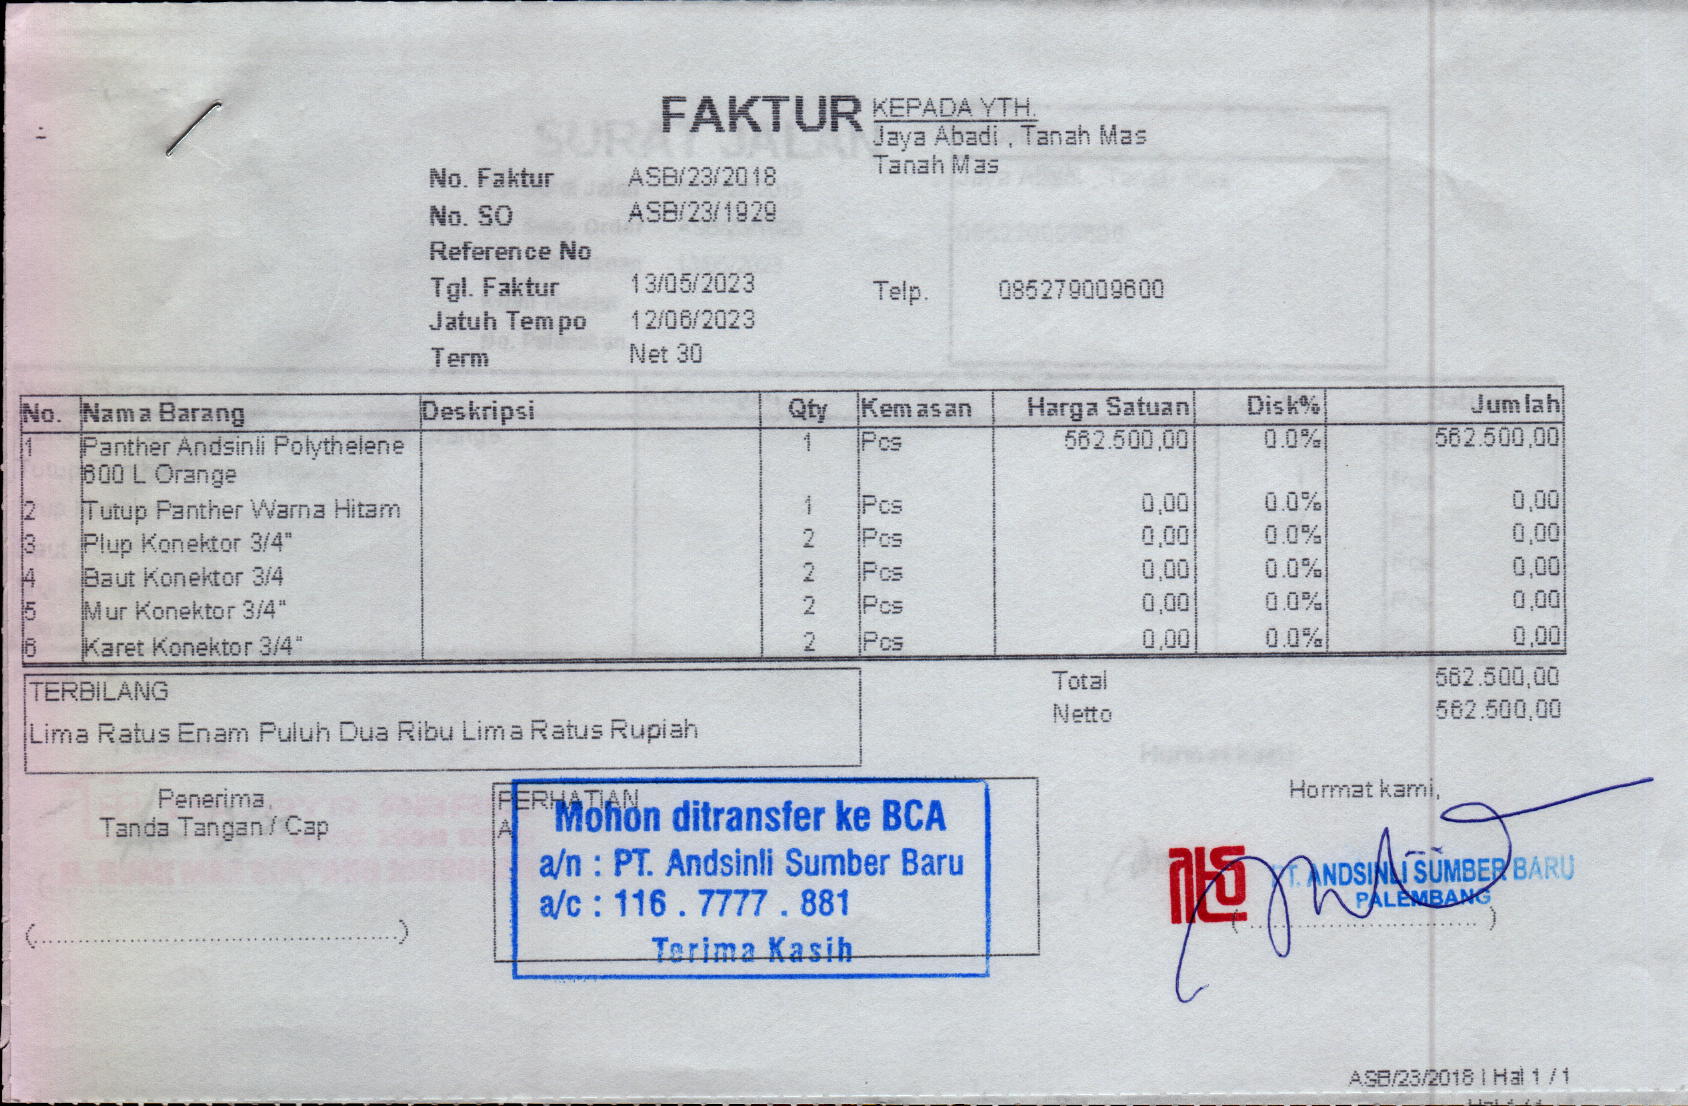 FAKTUR
KEPADA YTH.
Jaya Abadi , Tanah Mas
Tanah Mas
No. Faktur ASB/23/2018
No. SO ASB/23/1929
Reference No
Tgl. Faktur 13/05/2023
Telp. 085279009600
Jatuh Tempo 12/06/2023
Term Net 30
No. Nama Barang Deskripsi Qty Kemasan Harga Satuan Disk% Jumlah
1 Panther Andsinli Polythelene 1 Pcs 562.500,00 0.0% 562.500,00
600 L Orange
2 Tutup Panther Warna Hitam 1 Pcs 0,00 0.0% 0,00
3 Plup Konektor 3/4" 2 Pcs 0,00 0.0% 0,00
4 Baut Konektor 3/4 2 Pcs 0,00 0.0% 0,00
5 Mur Konektor 3/4" 2 Pcs 0,00 0.0% 0,00
6 Karet Konektor 3/4" 2 Pcs 0,00 0.0% 0,00
TERBILANG
Lima Ratus Enam Puluh Dua Ribu Lima Ratus Rupiah
Total 562.500,00
Netto 562.500,00
Penerima
Tanda Tangan / Cap
(....................)
PERHATIAN
Mohon ditransfer ke BCA
a/n : PT. Andsinli Sumber Baru
a/c : 116 . 7777 . 881
Terima Kasih
Hormat kami,
PT. ANDSINLI SUMBER BARU
PALEMBANG
(....................)
ASB/23/2018 | Hal 1 / 1